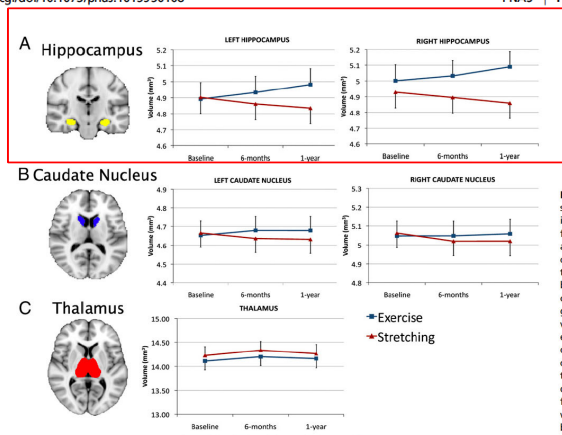 A Hippocampus
LEFT HIPPOCAMPUS
Volume (mm³)
5.2
5.1
5
4.9
4.8
4.7
4.6
Baseline 6-months 1-year
RIGHT HIPPOCAMPUS
Volume (mm³)
5.2
5.1
5
4.9
4.8
4.7
4.6
Baseline 6-months 1-year
B Caudate Nucleus
LEFT CAUDATE NUCLEUS
Volume (mm³)
4.9
4.8
4.7
4.6
4.5
4.4
Baseline 6-months 1-year
RIGHT CAUDATE NUCLEUS
Volume (mm³)
5.3
5.2
5.1
5
4.9
4.8
Baseline 6-months 1-year
C Thalamus
THALAMUS
Volume (mm³)
15.00
14.50
14.00
13.50
13.00
Baseline 6-months 1-year
Exercise
Stretching